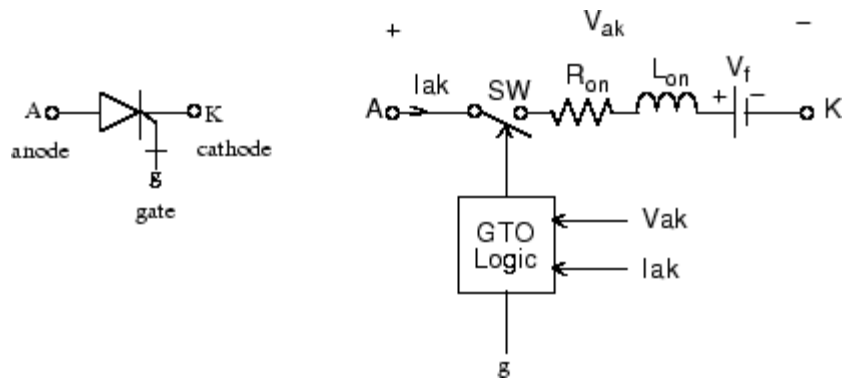 A
K
anode
cathode
g
gate
+
Vak
–
Iak
SW
Ron
Lon
Vf
+
–
A
K
GTO
Logic
Vak
Iak
g